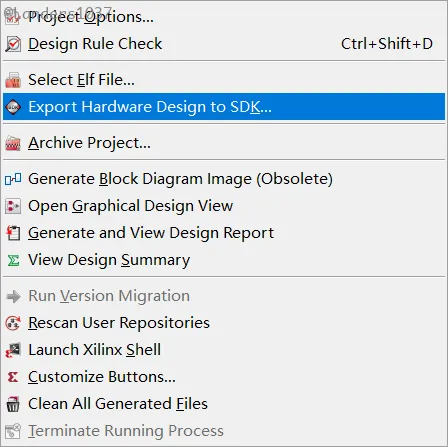 Project Options...
Design Rule Check Ctrl+Shift+D
Select Elf File...
Export Hardware Design to SDK...
Archive Project...
Generate Block Diagram Image (Obsolete)
Open Graphical Design View
Generate and View Design Report
View Design Summary
Run Version Migration
Rescan User Repositories
Launch Xilinx Shell
Customize Buttons...
Clean All Generated Files
Terminate Running Process